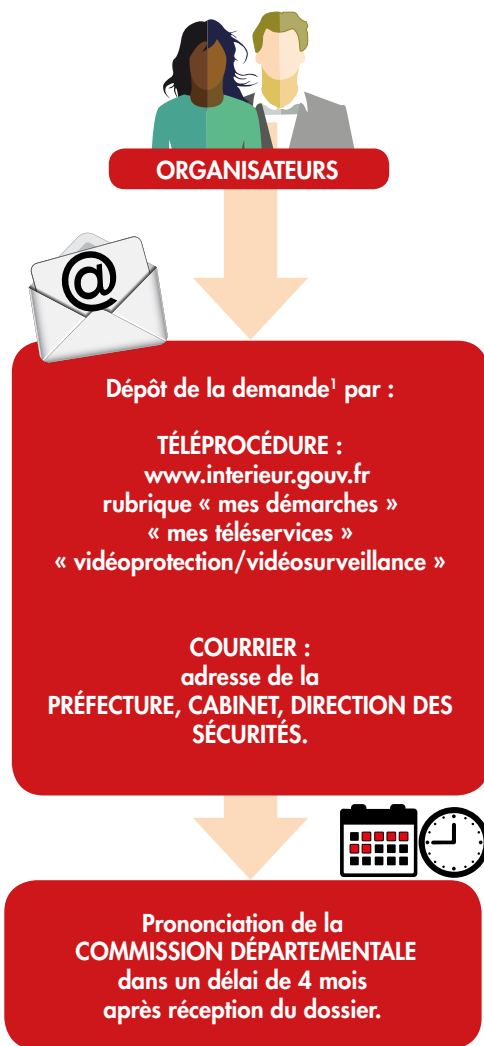 ORGANISATEURS
@
Dépôt de la demande¹ par :
TÉLÉPROCÉDURE :
www.interieur.gouv.fr
rubrique « mes démarches »
« mes téléservices »
« vidéoprotection/vidéosurveillance »
COURRIER :
adresse de la
PRÉFECTURE, CABINET, DIRECTION DES
SÉCURITÉS.
Prononciation de la
COMMISSION DÉPARTEMENTALE
dans un délai de 4 mois
après réception du dossier.